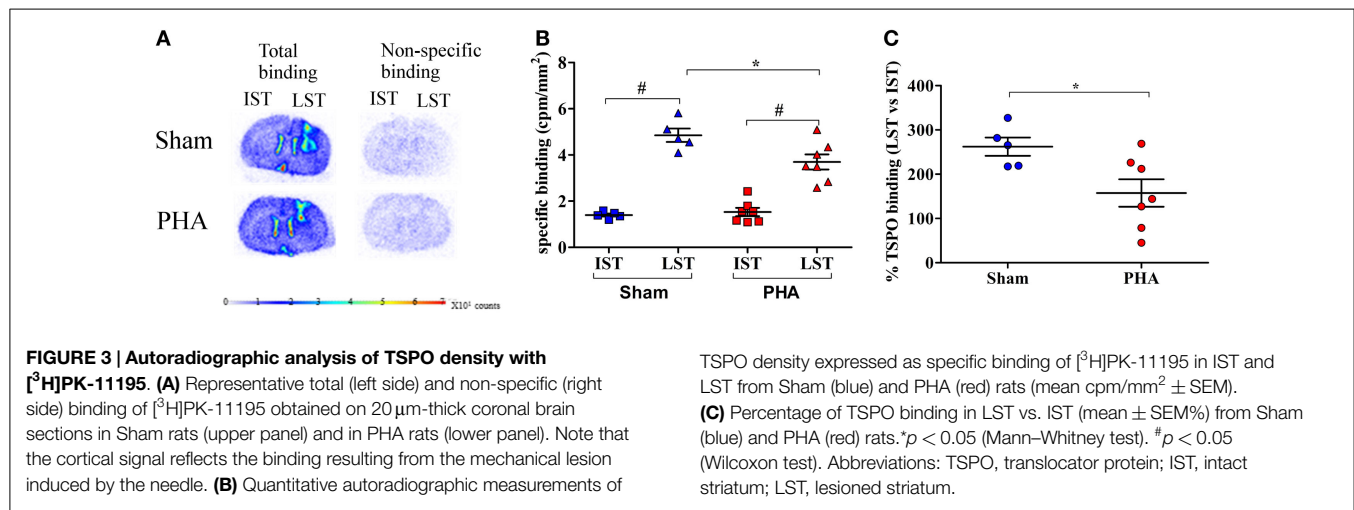 A
Total binding
Non-specific binding
IST LST
IST LST
Sham
PHA
0 1 2 3 4 5 6 7 X10¹ counts
B
specific binding (cpm/mm²)
8
6
4
2
0
#
*
#
IST LST IST LST
Sham PHA
C
% TSPO binding (LST vs IST)
400
300
200
100
0
*
Sham PHA
FIGURE 3 | Autoradiographic analysis of TSPO density with
[³H]PK-11195. (A) Representative total (left side) and non-specific (right
side) binding of [³H]PK-11195 obtained on 20 μm-thick coronal brain
sections in Sham rats (upper panel) and in PHA rats (lower panel). Note that
the cortical signal reflects the binding resulting from the mechanical lesion
induced by the needle. (B) Quantitative autoradiographic measurements of
TSPO density expressed as specific binding of [³H]PK-11195 in IST and
LST from Sham (blue) and PHA (red) rats (mean cpm/mm² ± SEM).
(C) Percentage of TSPO binding in LST vs. IST (mean ± SEM%) from Sham
(blue) and PHA (red) rats.*p < 0.05 (Mann–Whitney test). #p < 0.05
(Wilcoxon test). Abbreviations: TSPO, translocator protein; IST, intact
striatum; LST, lesioned striatum.